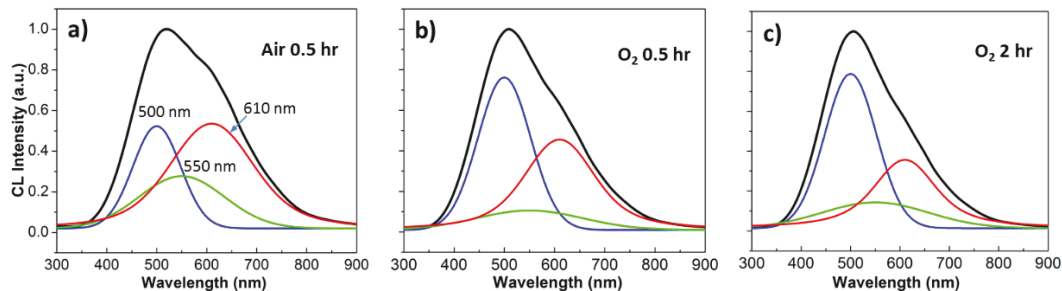 a)
Air 0.5 hr
500 nm
610 nm
550 nm
CL Intensity (a.u.)
1.0
0.8
0.6
0.4
0.2
0.0
300 400 500 600 700 800 900
Wavelength (nm)
b)
O₂ 0.5 hr
300 400 500 600 700 800 900
Wavelength (nm)
c)
O₂ 2 hr
300 400 500 600 700 800 900
Wavelength (nm)